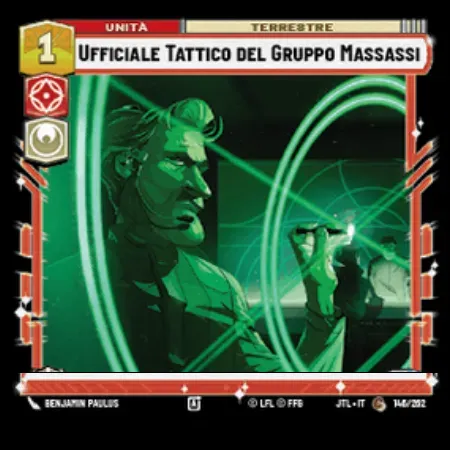 UNITÀ
TERRESTRE
1
UFFICIALE TATTICO DEL GRUPPO MASSASSI
BENJAMIN PAULUS
© LFL © FFG
JTL • IT
146/262